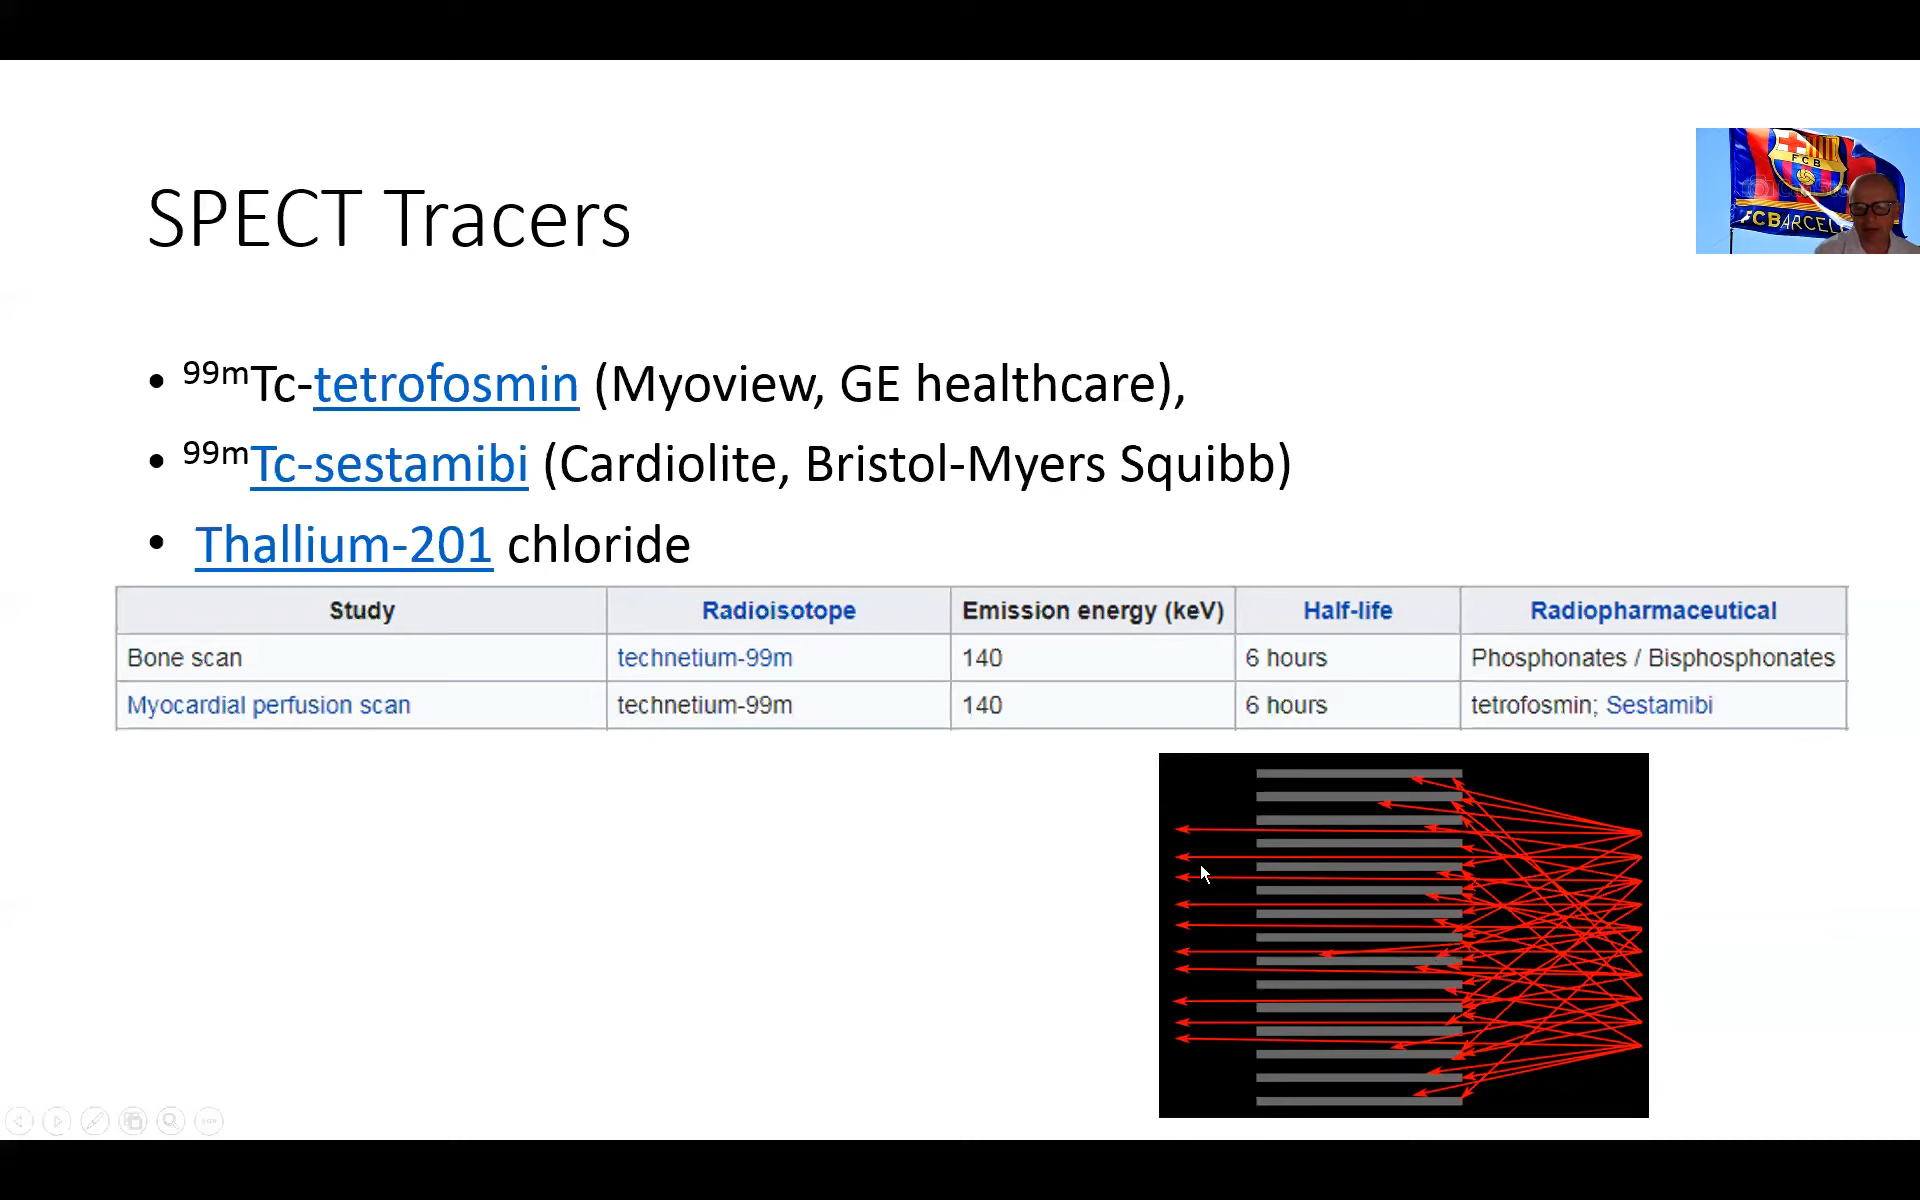 SPECT Tracers
FCB
FCBARCEL
• 99mTc-tetrofosmin (Myoview, GE healthcare),
• 99mTc-sestamibi (Cardiolite, Bristol-Myers Squibb)
• Thallium-201 chloride
Study Radioisotope Emission energy (keV) Half-life Radiopharmaceutical
Bone scan technetium-99m 140 6 hours Phosphonates / Bisphosphonates
Myocardial perfusion scan technetium-99m 140 6 hours tetrofosmin; Sestamibi